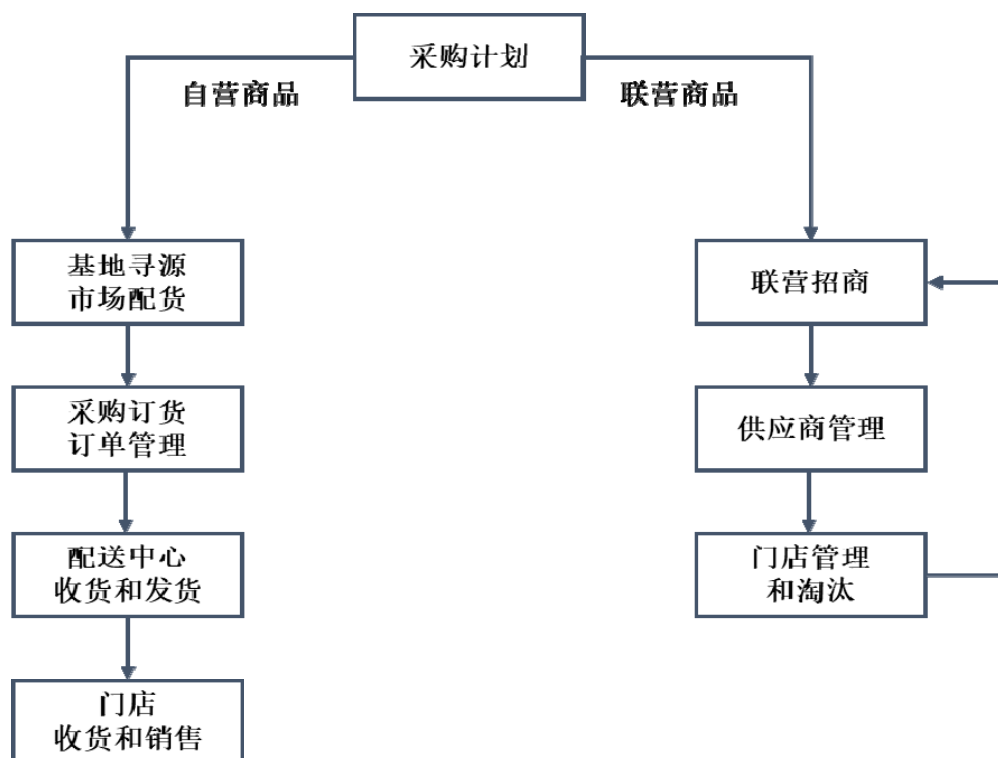 采购计划
自营商品
联营商品
基地寻源
市场配货
联营招商
采购订货
订单管理
供应商管理
配送中心
收货和发货
门店管理
和淘汰
门店
收货和销售